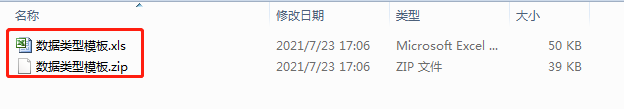 名称 修改日期 类型 大小
数据类型模板.xls 2021/7/23 17:06 Microsoft Excel ... 50 KB
数据类型模板.zip 2021/7/23 17:06 ZIP 文件 39 KB